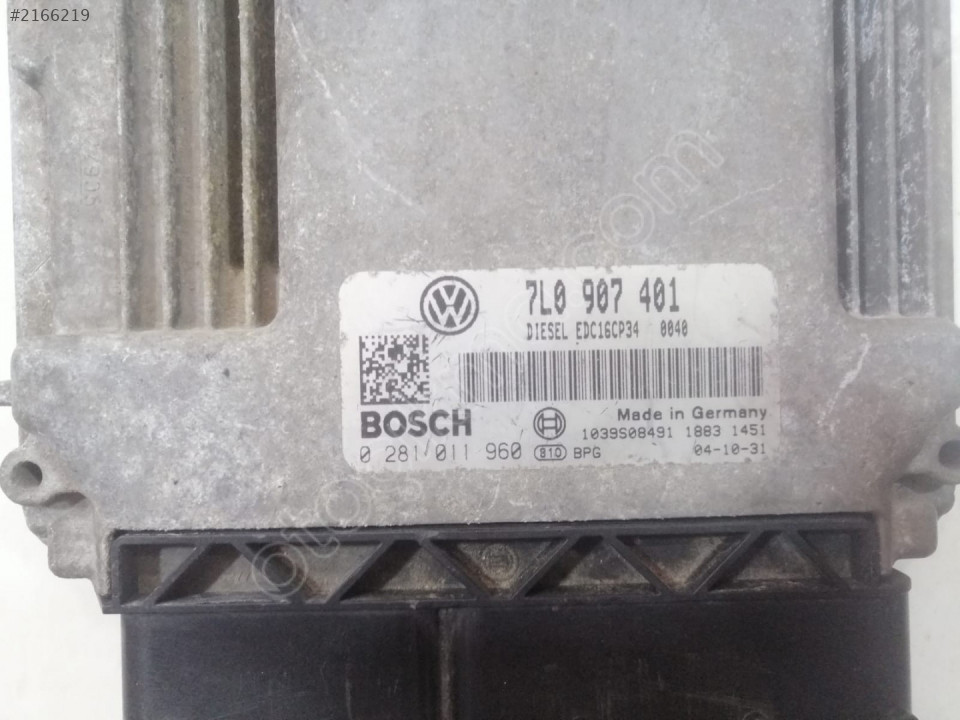 #2166219
7L0 907 401
DIESEL EDC16CP34 0040
BOSCH
Made in Germany
1039S08491 1883 1451
0 281 011 960 810 BPG 04-10-31